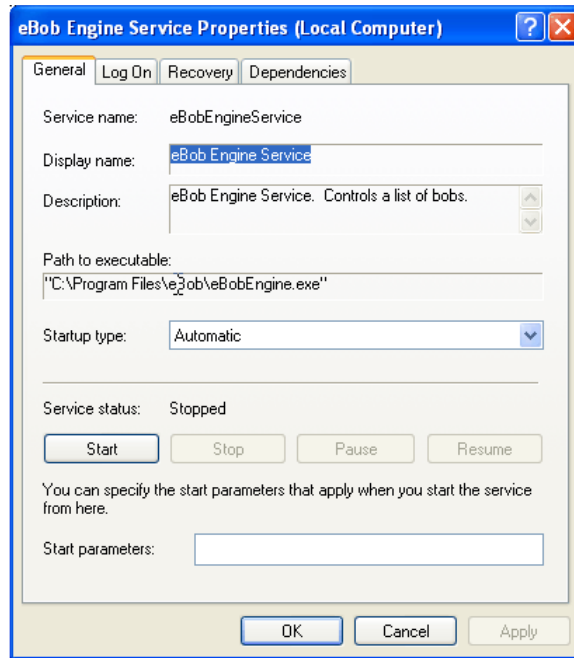 eBob Engine Service Properties (Local Computer)
General Log On Recovery Dependencies
Service name: eBobEngineService
Display name: eBob Engine Service
Description: eBob Engine Service. Controls a list of bobs.
Path to executable:
"C:\Program Files\eBob\eBobEngine.exe"
Startup type: Automatic
Service status: Stopped
Start Stop Pause Resume
You can specify the start parameters that apply when you start the service
from here.
Start parameters:
OK Cancel Apply